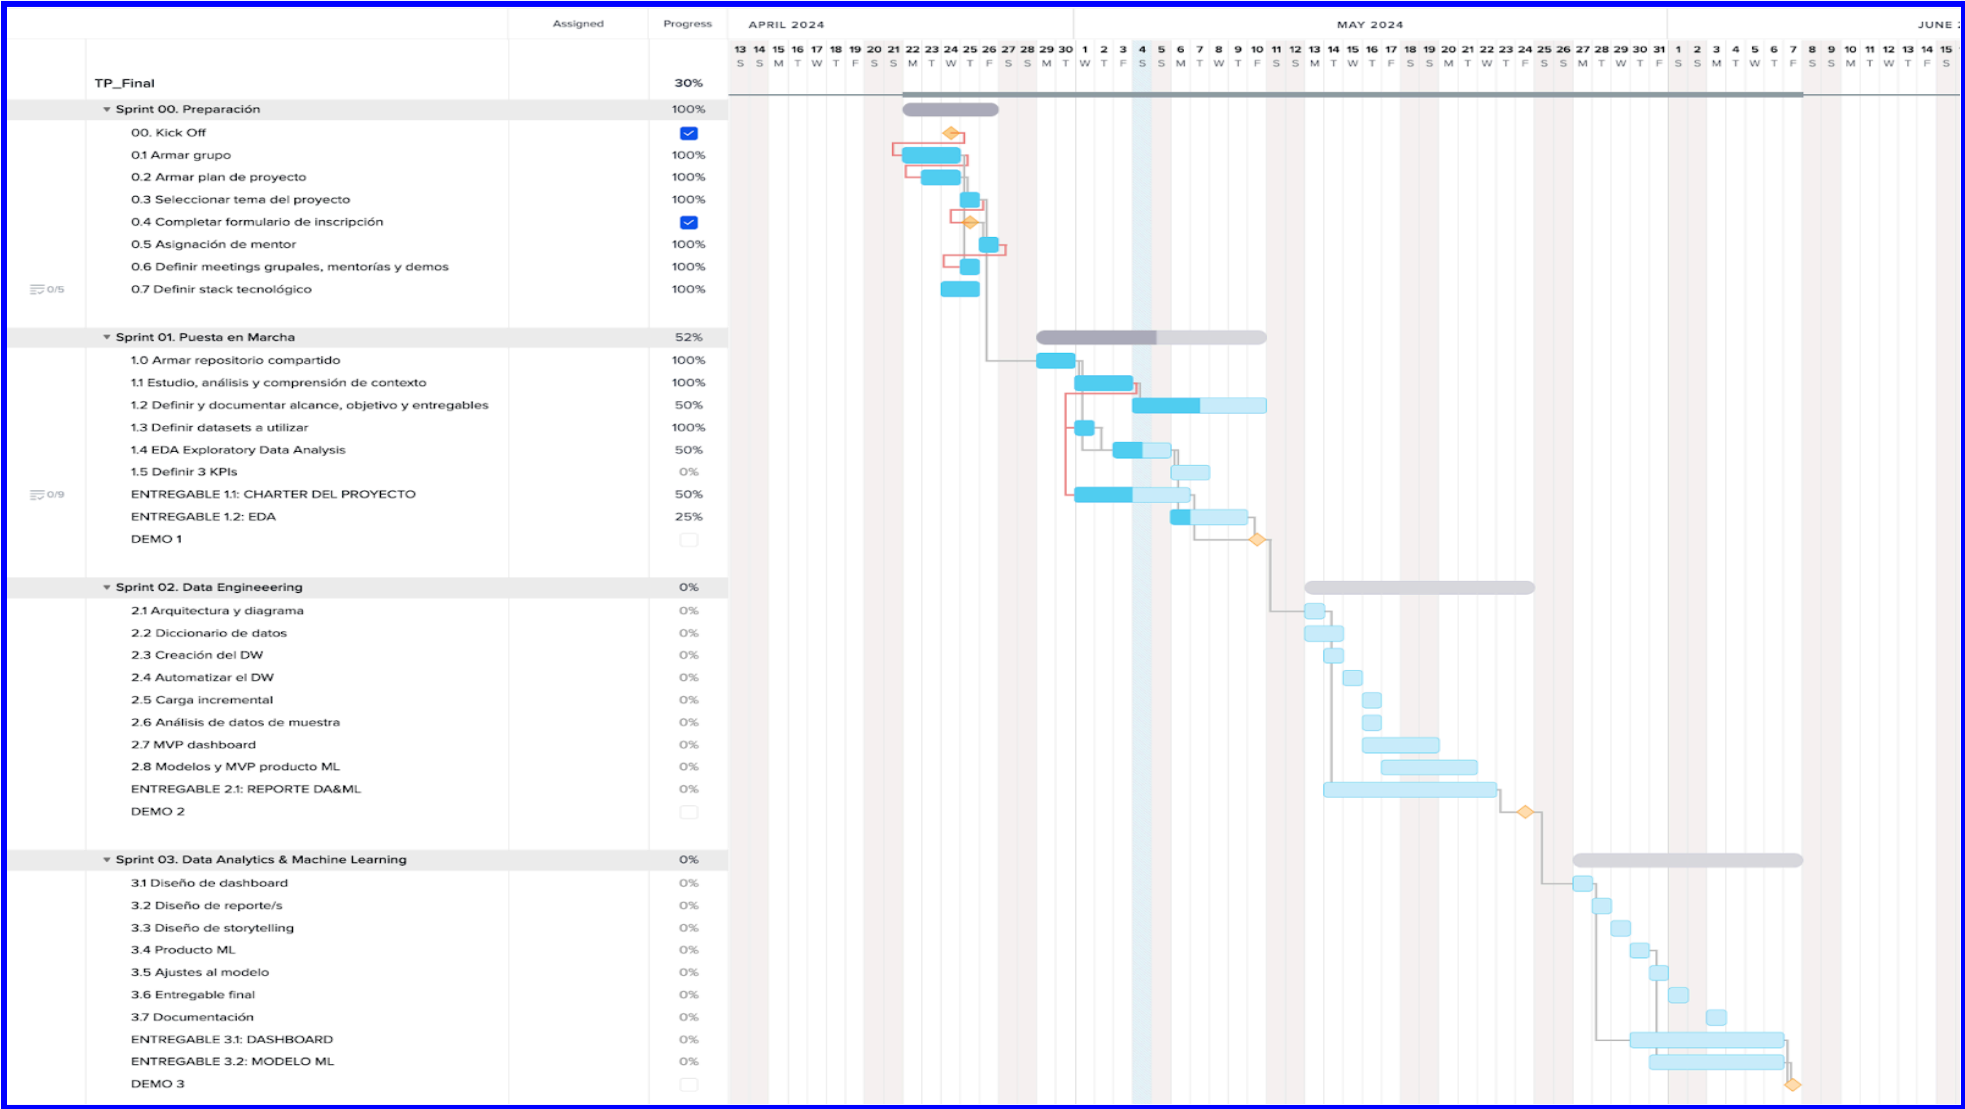 Assigned Progress APRIL 2024 MAY 2024 JUNE
13 14 15 16 17 18 19 20 21 22 23 24 25 26 27 28 29 30 1 2 3 4 5 6 7 8 9 10 11 12 13 14 15 16 17 18 19 20 21 22 23 24 25 26 27 28 29 30 31 1 2 3 4 5 6 7 8 9 10 11 12 13 14 15
S S M T W T F S S M T W T F S S M T W T F S S M T W T F S S M T W T F S S M T W T F S S M T W T F S S M T W T F S S M T W T F S
TP_Final 30%
Sprint 00. Preparación 100%
00. Kick Off
0.1 Armar grupo 100%
0.2 Armar plan de proyecto 100%
0.3 Seleccionar tema del proyecto 100%
0.4 Completar formulario de inscripción
0.5 Asignación de mentor 100%
0.6 Definir meetings grupales, mentorías y demos 100%
0/5 0.7 Definir stack tecnológico 100%
Sprint 01. Puesta en Marcha 52%
1.0 Armar repositorio compartido 100%
1.1 Estudio, análisis y comprensión de contexto 100%
1.2 Definir y documentar alcance, objetivo y entregables 50%
1.3 Definir datasets a utilizar 100%
1.4 EDA Exploratory Data Analysis 50%
1.5 Definir 3 KPIs 0%
0/9 ENTREGABLE 1.1: CHARTER DEL PROYECTO 50%
ENTREGABLE 1.2: EDA 25%
DEMO 1
Sprint 02. Data Engineeering 0%
2.1 Arquitectura y diagrama 0%
2.2 Diccionario de datos 0%
2.3 Creación del DW 0%
2.4 Automatizar el DW 0%
2.5 Carga incremental 0%
2.6 Análisis de datos de muestra 0%
2.7 MVP dashboard 0%
2.8 Modelos y MVP producto ML 0%
ENTREGABLE 2.1: REPORTE DA&ML 0%
DEMO 2
Sprint 03. Data Analytics & Machine Learning 0%
3.1 Diseño de dashboard 0%
3.2 Diseño de reporte/s 0%
3.3 Diseño de storytelling 0%
3.4 Producto ML 0%
3.5 Ajustes al modelo 0%
3.6 Entregable final 0%
3.7 Documentación 0%
ENTREGABLE 3.1: DASHBOARD 0%
ENTREGABLE 3.2: MODELO ML 0%
DEMO 3